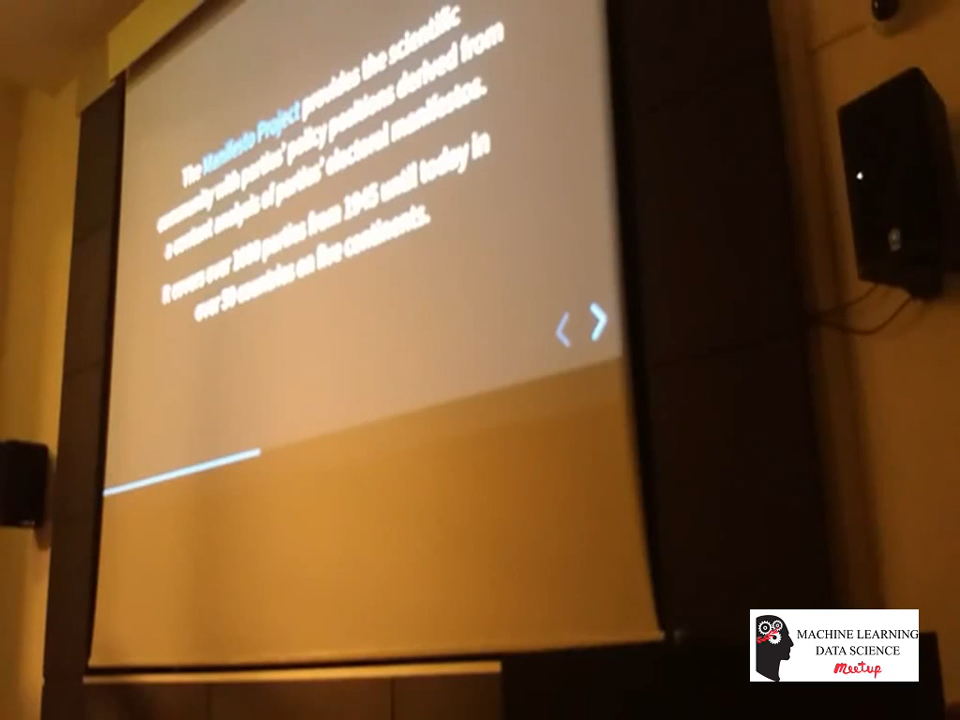 The Manifesto Project provides the scientific
community with parties' policy positions derived from
a content analysis of parties' electoral manifestos.
It covers over 1000 parties from 1945 until today in
over 50 countries on five continents.
MACHINE LEARNING
DATA SCIENCE
Meetup